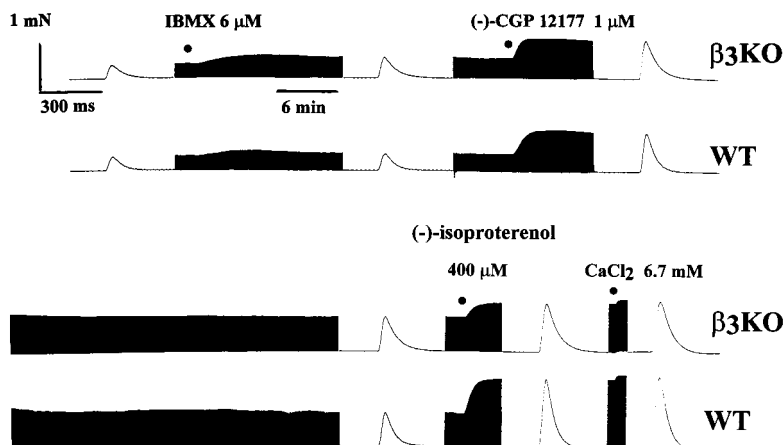 1 mN
IBMX 6 μM
(-)-CGP 12177 1 μM
β3KO
300 ms
6 min
WT
(-)-isoproterenol
400 μM
CaCl2 6.7 mM
β3KO
WT